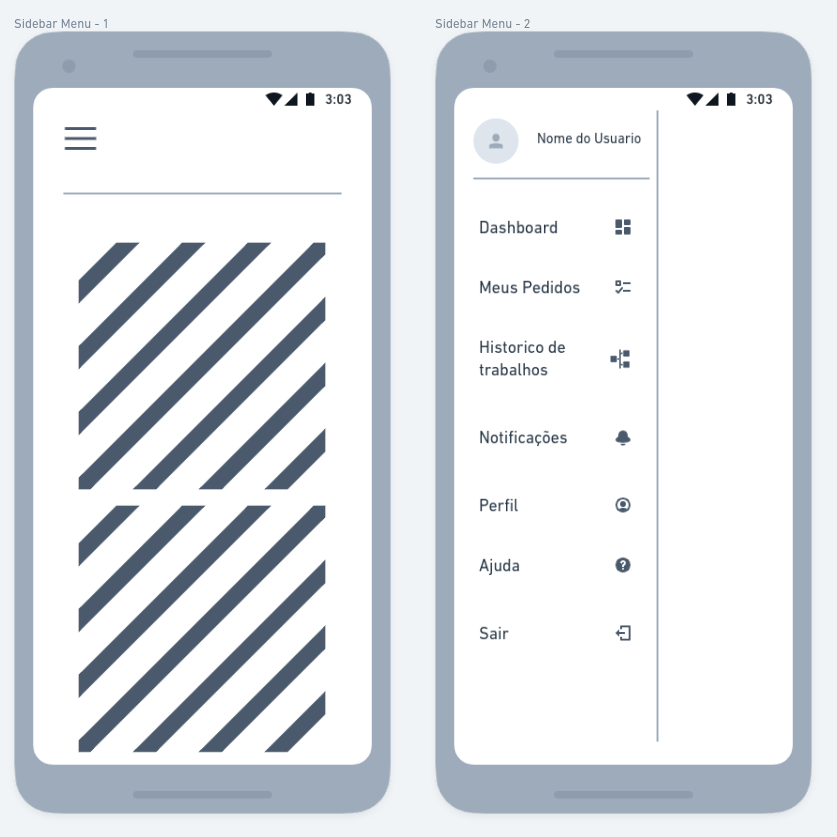 Sidebar Menu - 1
3:03
Sidebar Menu - 2
3:03
Nome do Usuario
Dashboard
Meus Pedidos
Historico de
trabalhos
Notificações
Perfil
Ajuda
Sair